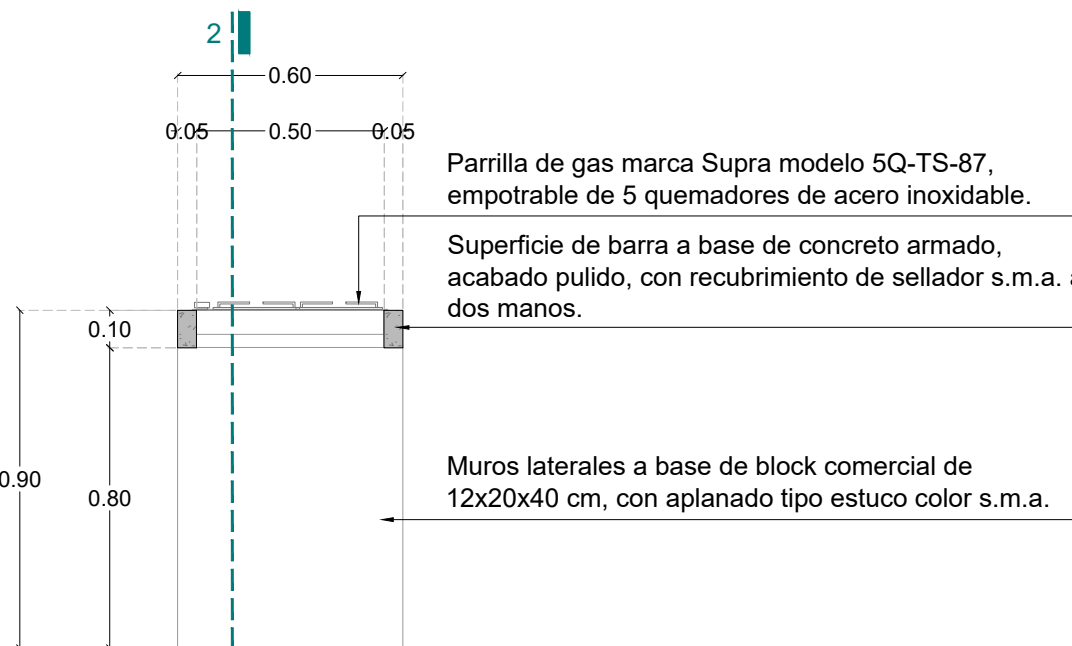 2
0.60
0.05
0.50
0.05
Parrilla de gas marca Supra modelo 5Q-TS-87,
empotrable de 5 quemadores de acero inoxidable.
Superficie de barra a base de concreto armado,
acabado pulido, con recubrimiento de sellador s.m.a. a
dos manos.
0.10
Muros laterales a base de block comercial de
12x20x40 cm, con aplanado tipo estuco color s.m.a.
0.90
0.80